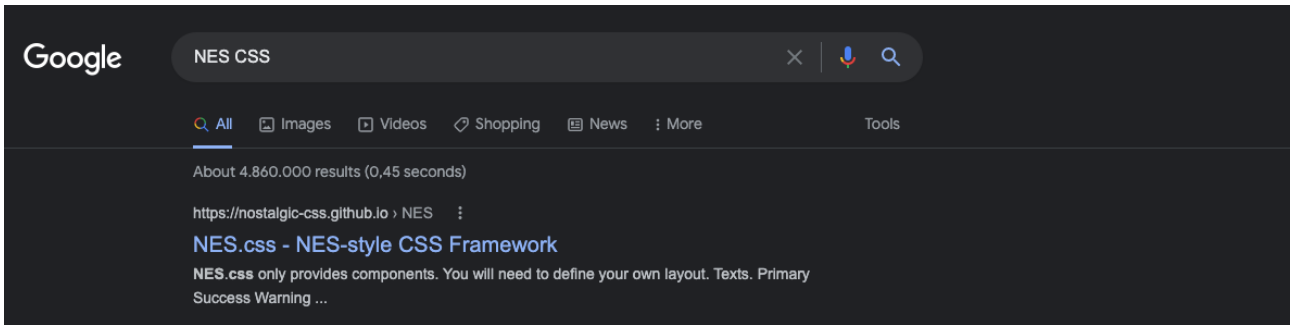 Google
NES CSS
All Images Videos Shopping News More Tools
About 4.860.000 results (0,45 seconds)
https://nostalgic-css.github.io › NES
NES.css - NES-style CSS Framework
NES.css only provides components. You will need to define your own layout. Texts. Primary
Success Warning ...